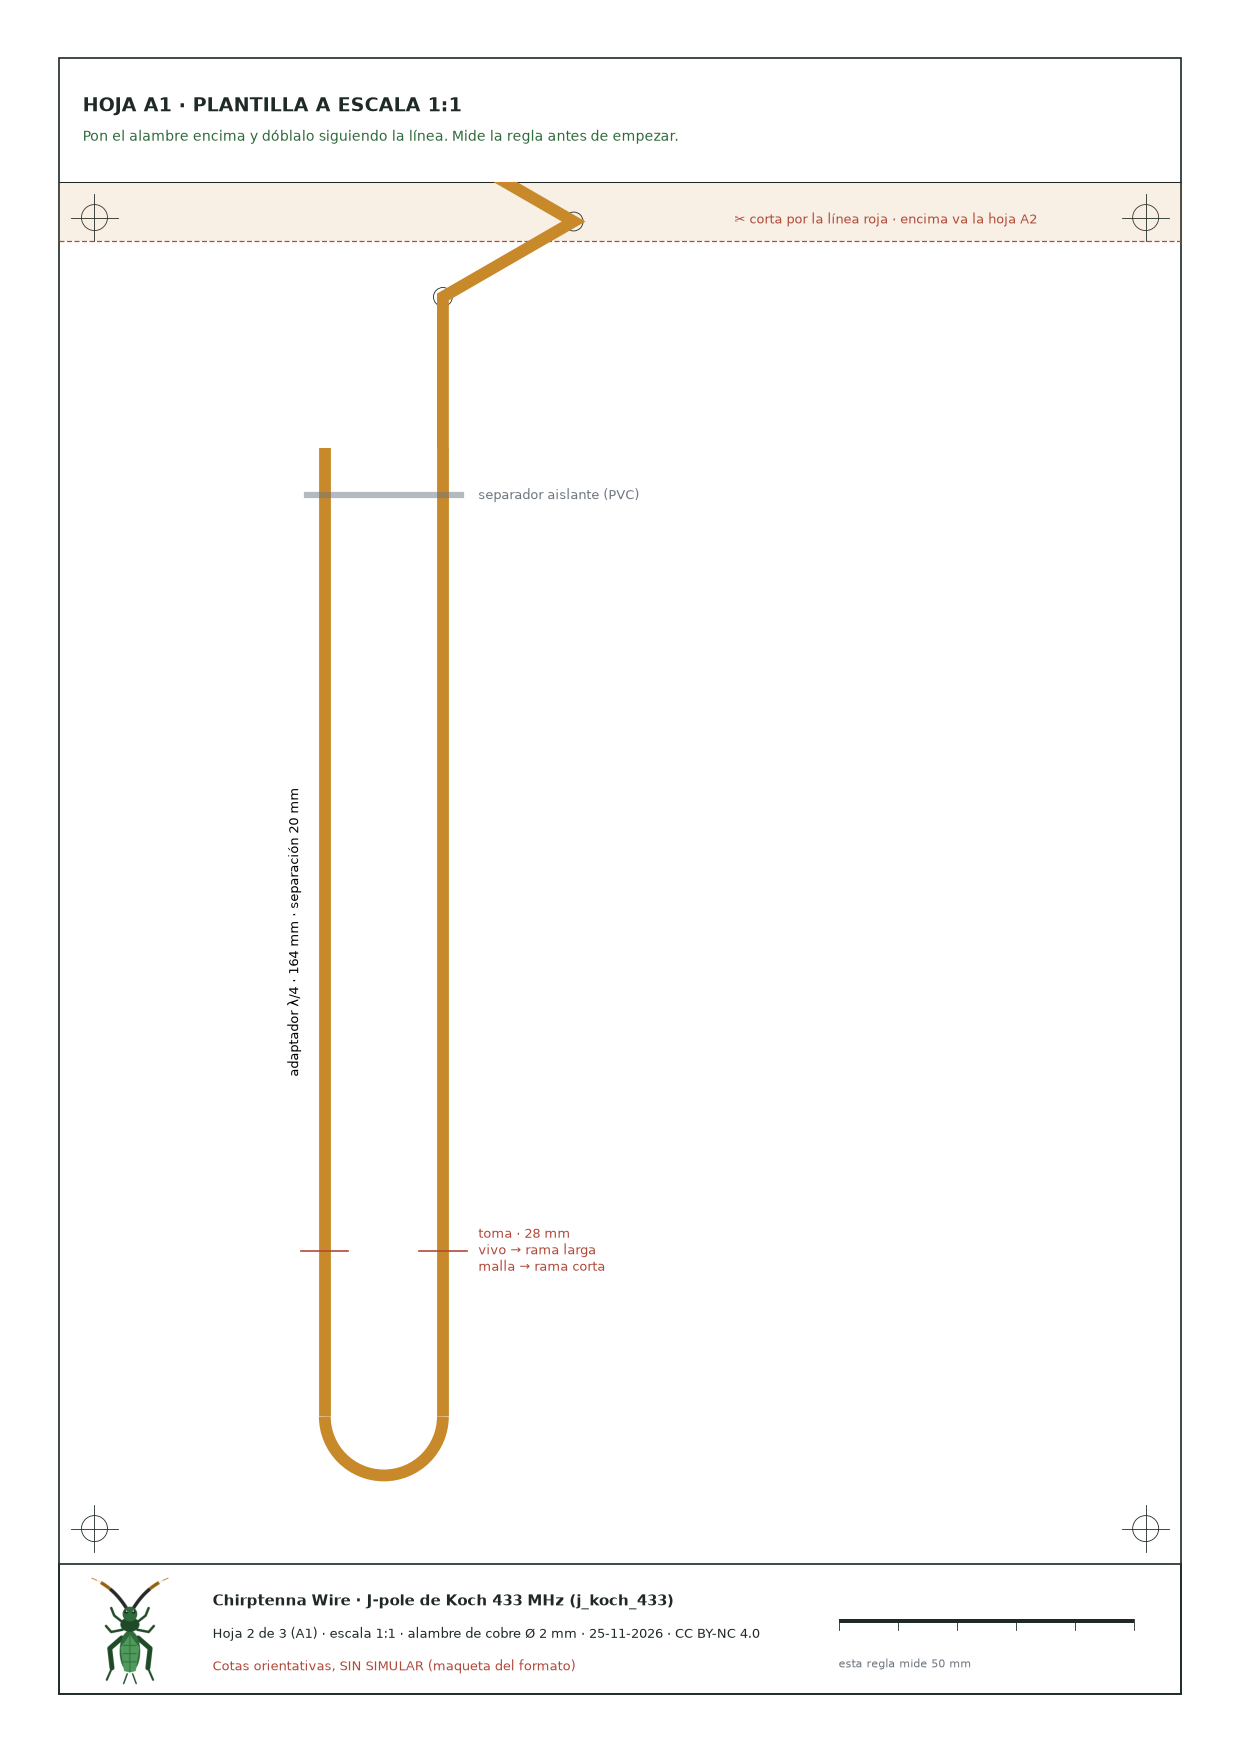 HOJA A1 · PLANTILLA A ESCALA 1:1
Pon el alambre encima y dóblalo siguiendo la línea. Mide la regla antes de empezar.
✂ corta por la línea roja · encima va la hoja A2
separador aislante (PVC)
adaptador λ/4 · 164 mm · separación 20 mm
toma · 28 mm
vivo → rama larga
malla → rama corta
Chirptenna Wire · J-pole de Koch 433 MHz (j_koch_433)
Hoja 2 de 3 (A1) · escala 1:1 · alambre de cobre Ø 2 mm · 25-11-2026 · CC BY-NC 4.0
Cotas orientativas, SIN SIMULAR (maqueta del formato)
esta regla mide 50 mm